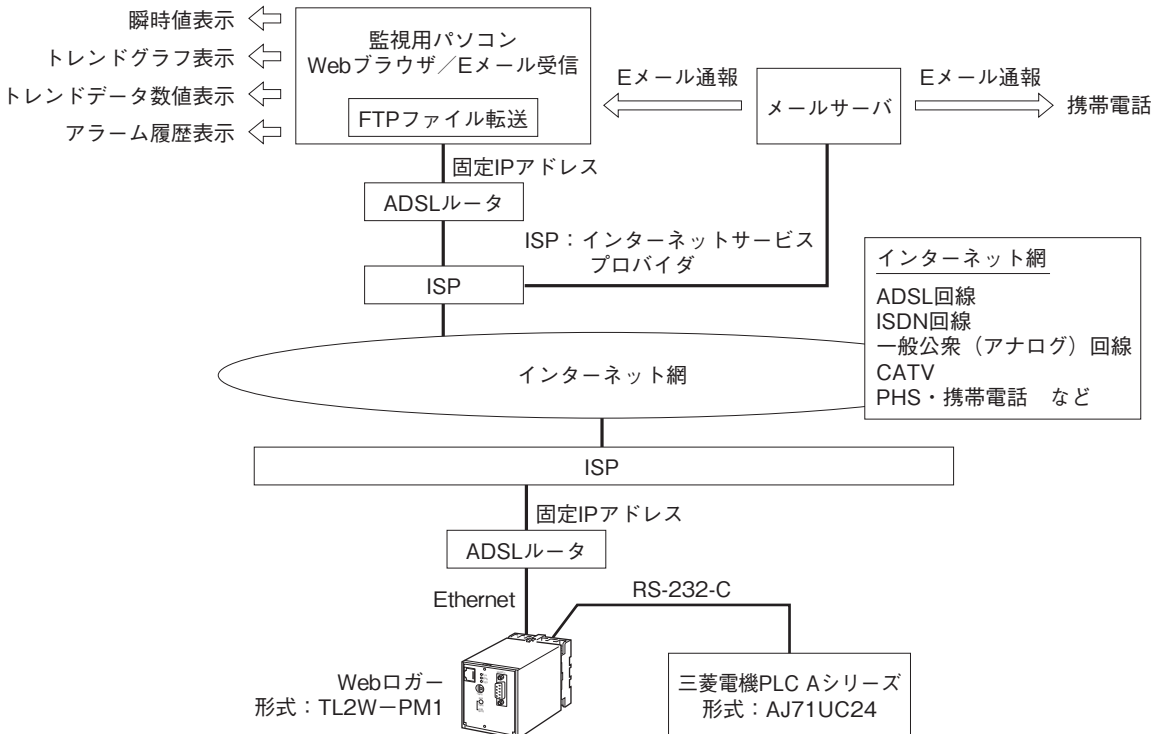 瞬時値表示
トレンドグラフ表示
トレンドデータ数値表示
アラーム履歴表示
監視用パソコン
Webブラウザ／Eメール受信
FTPファイル転送
Eメール通報
メールサーバ
Eメール通報
携帯電話
固定IPアドレス
ADSLルータ
ISP：インターネットサービス
プロバイダ
ISP
インターネット網
ADSL回線
ISDN回線
一般公衆（アナログ）回線
CATV
PHS・携帯電話　など
インターネット網
ISP
固定IPアドレス
ADSLルータ
Ethernet
RS-232-C
Webロガー
形式：TL2W－PM1
三菱電機PLC Aシリーズ
形式：AJ71UC24